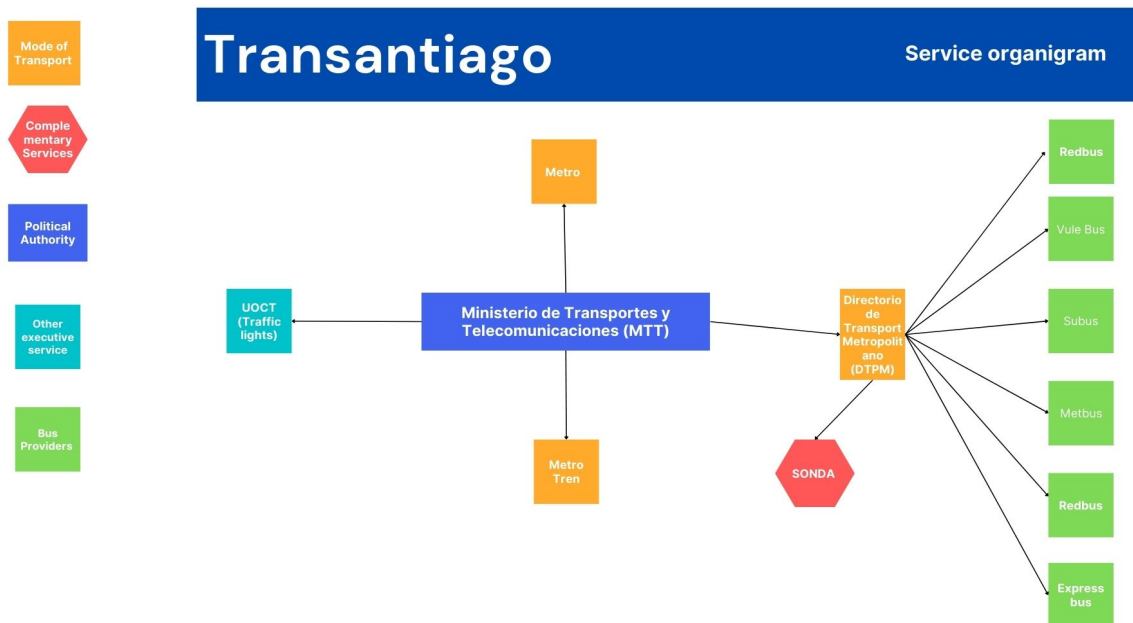 Transantiago
Service organigram
Mode of
Transport
Comple
mentary
Services
Political
Authority
Other
executive
service
Bus
Providers
Metro
UOCT
(Traffic
lights)
Ministerio de Transportes y
Telecomunicaciones (MTT)
Metro
Tren
Directorio
de
Transport
Metropolit
ano
(DTPM)
SONDA
Redbus
Vule Bus
Subus
Metbus
Redbus
Express
bus